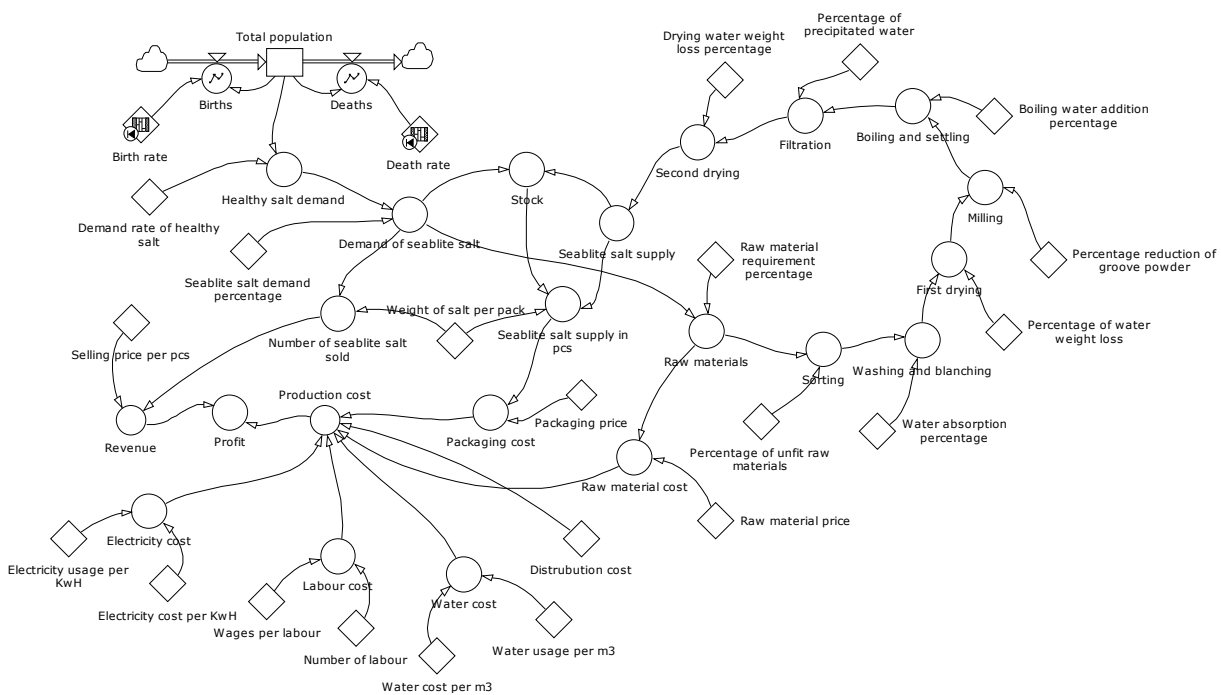 Percentage of
precipitated water
Drying water weight
loss percentage
Total population
Births
Deaths
Boiling water addition
percentage
Boiling and settling
Filtration
Birth rate
Death rate
Second drying
Healthy salt demand
Stock
Milling
Demand rate of healthy
salt
Demand of seablite salt
Seablite salt supply
Raw material
requirement
percentage
Percentage reduction of
groove powder
Seablite salt demand
percentage
First drying
Weight of salt per pack
Seablite salt supply in
pcs
Percentage of water
weight loss
Number of seablite salt
sold
Selling price per pcs
Raw materials
Sorting
Washing and blanching
Production cost
Packaging price
Water absorption
percentage
Revenue
Profit
Packaging cost
Percentage of unfit raw
materials
Raw material cost
Raw material price
Electricity cost
Electricity usage per
KwH
Distrubution cost
Labour cost
Water cost
Electricity cost per KwH
Wages per labour
Number of labour
Water usage per m3
Water cost per m3